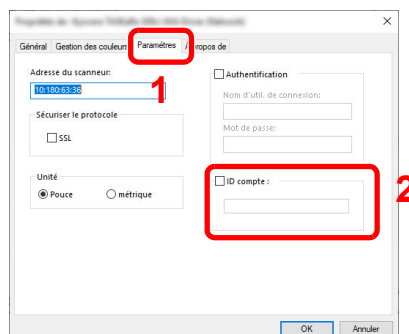 Général Gestion des couleurs Paramètres ropos de
1
Adresse du scanneur:
10:180:63:36
Sécuriser le protocole
SSL
Unité
Pouce métrique
Authentification
Nom d'util. de connexion:
Mot de passe:
ID compte :
2
OK Annuler